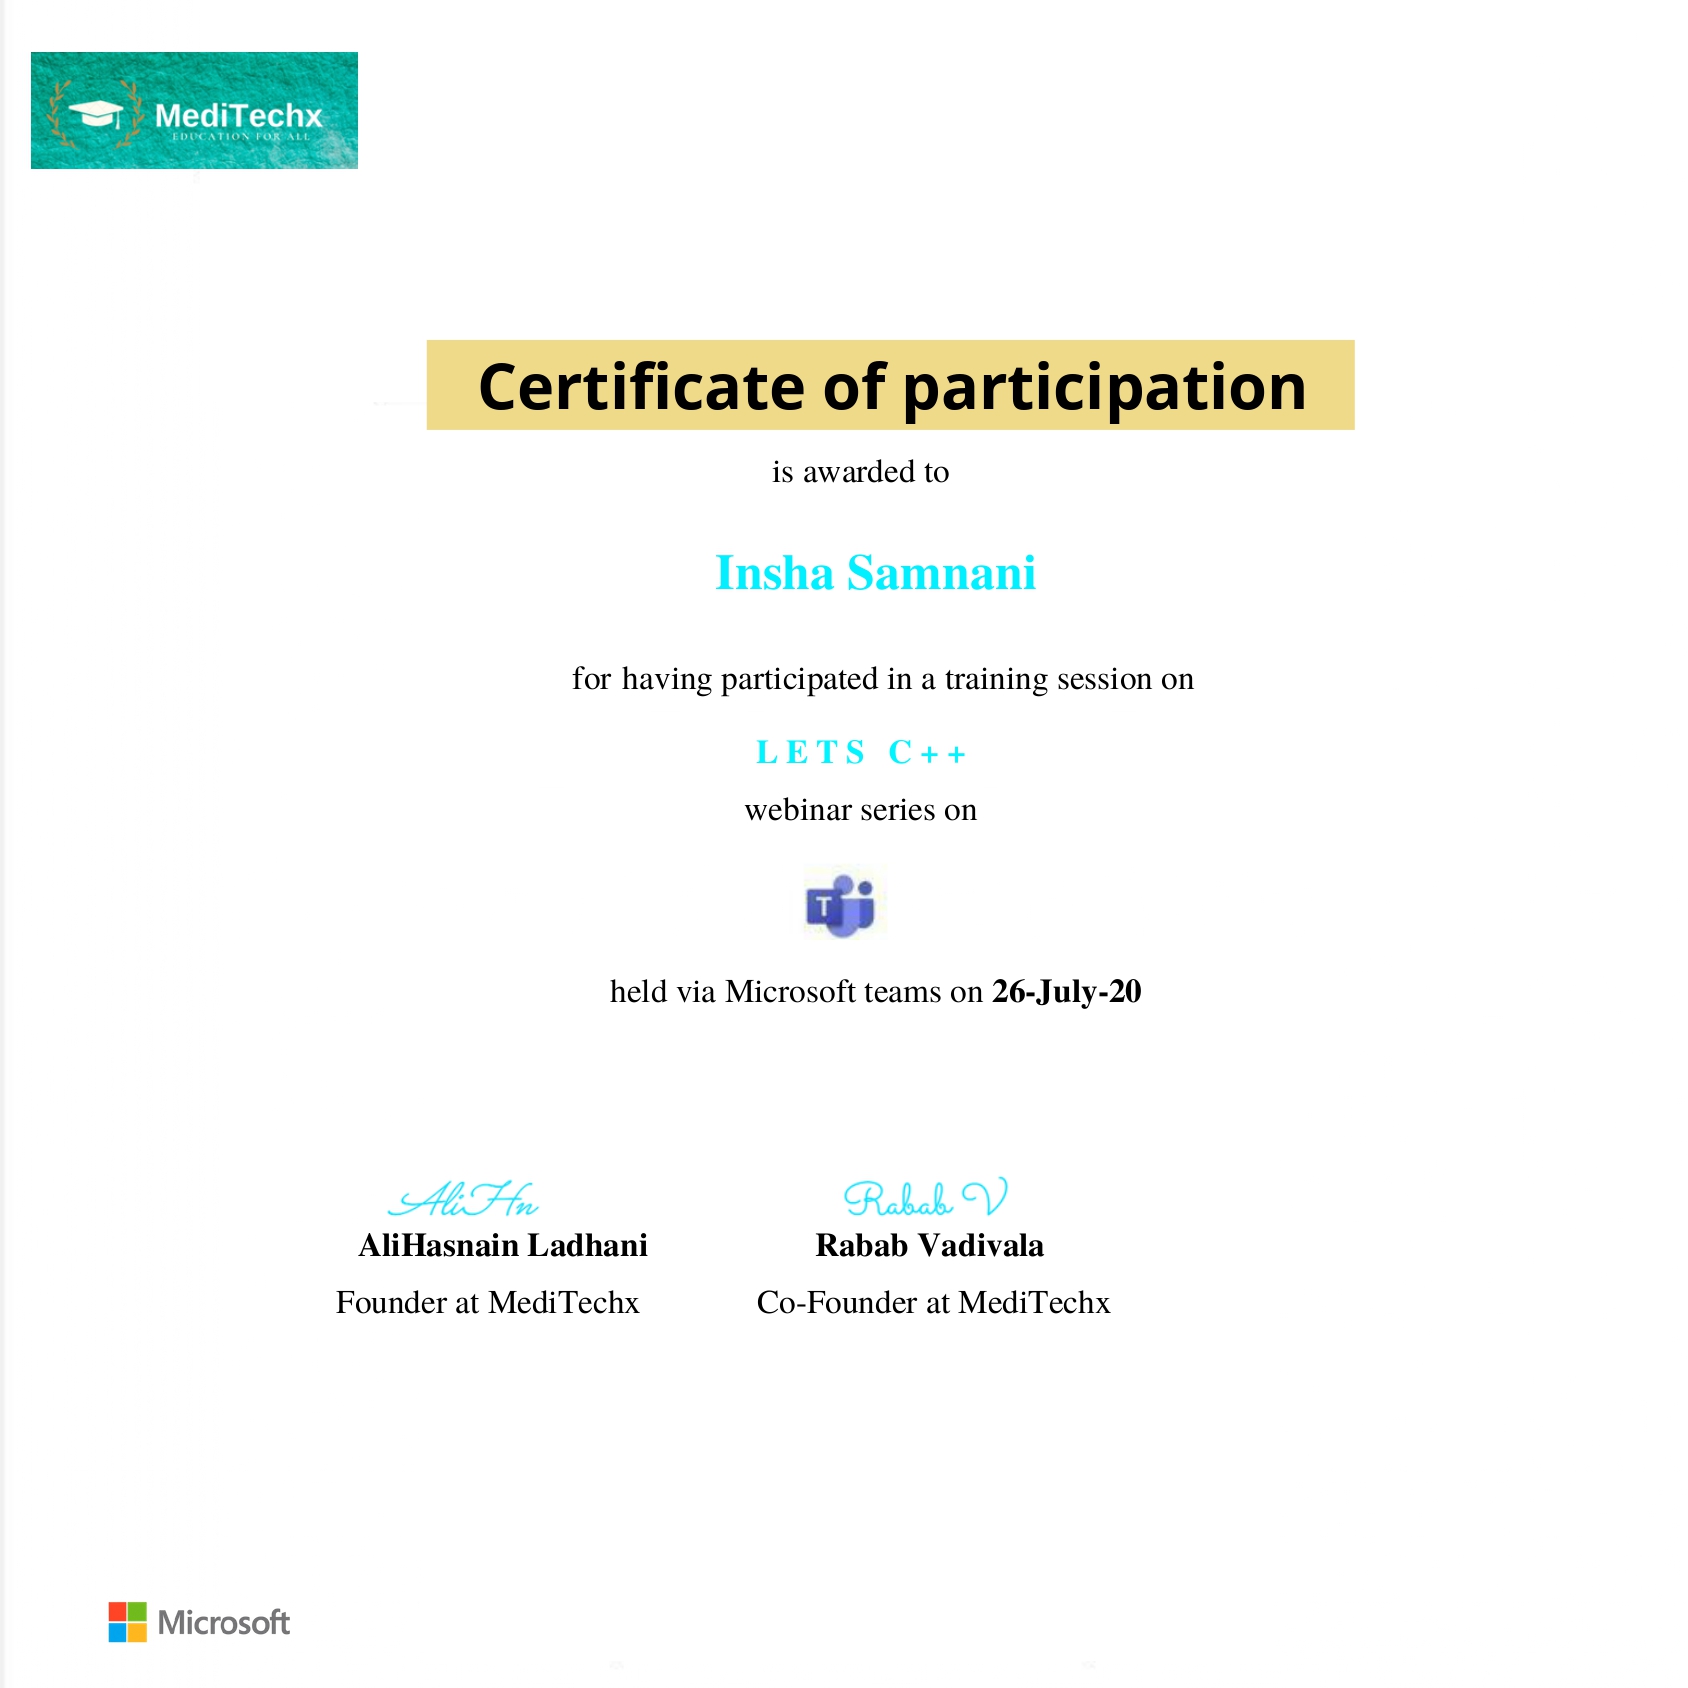 MediTechx
EDUCATION FOR ALL
Certificate of participation
is awarded to
Insha Samnani
for having participated in a training session on
LETS C++
webinar series on
T
held via Microsoft teams on 26-July-20
AliHn
Rabab V
AliHasnain Ladhani
Rabab Vadivala
Founder at MediTechx
Co-Founder at MediTechx
Microsoft